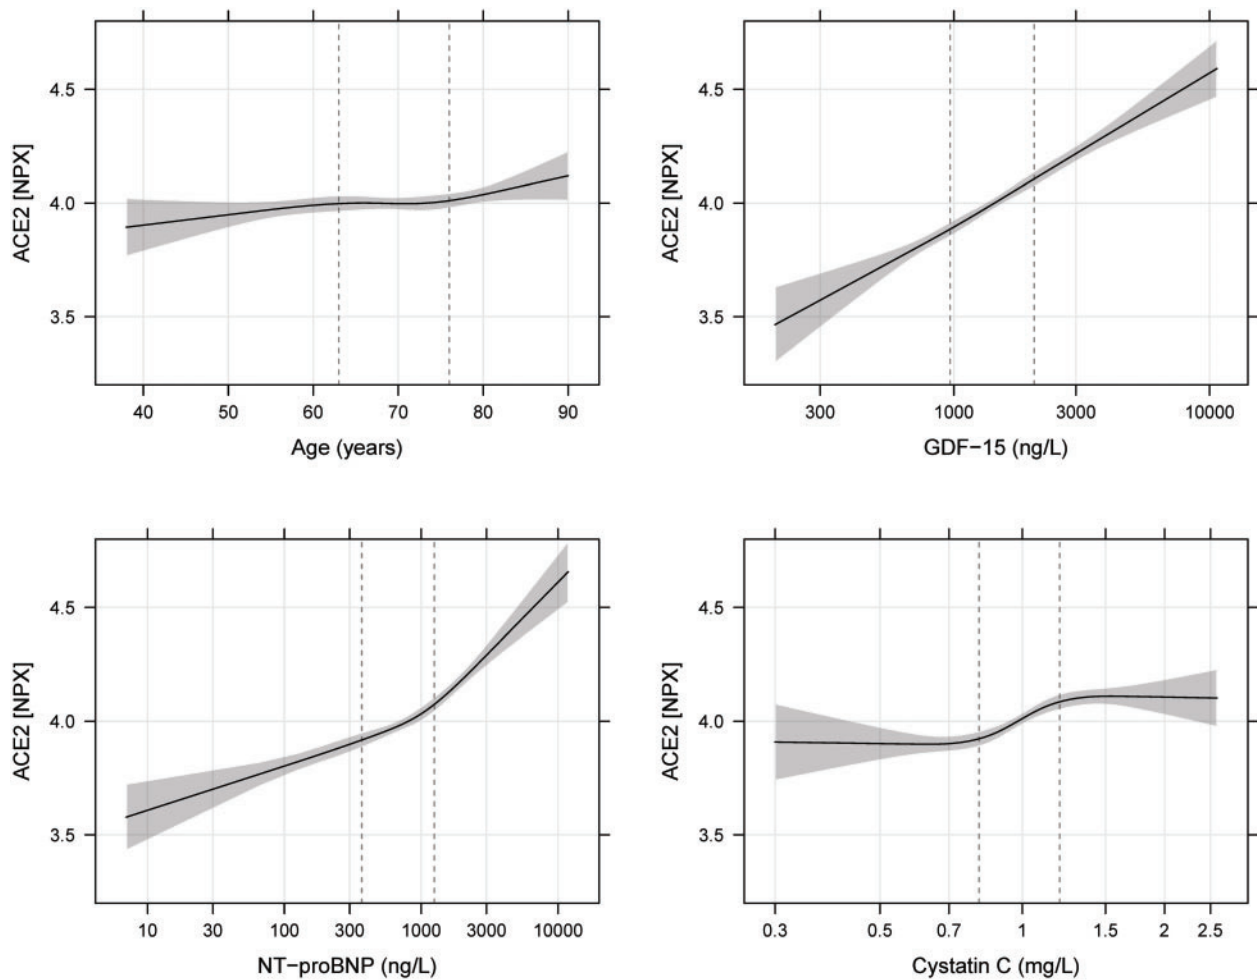 4.5
4.0
3.5
ACE2 [NPX]
40 50 60 70 80 90
Age (years)
4.5
4.0
3.5
ACE2 [NPX]
300 1000 3000 10000
GDF−15 (ng/L)
4.5
4.0
3.5
ACE2 [NPX]
10 30 100 300 1000 3000 10000
NT−proBNP (ng/L)
4.5
4.0
3.5
ACE2 [NPX]
0.3 0.5 0.7 1 1.5 2 2.5
Cystatin C (mg/L)